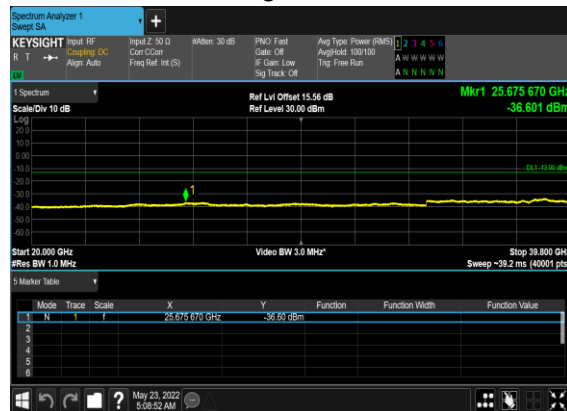 Spectrum Analyzer 1
Swept SA
+
KEYSIGHT Input: RF Input Z: 50 Ω #Atten: 30 dB PNO: Fast Avg Type: Power (RMS) 1 2 3 4 5 6
R T Coupling: DC Corr CCorr Gate: Off Avg|Hold: 100/100 A W W W W W
Align: Auto Freq Ref: Int (S) IF Gain: Low Trig: Free Run
LW Sig Track: Off A N N N N N
1 Spectrum Ref Lvl Offset 15.56 dB Mkr1 25.675 670 GHz
Scale/Div 10 dB Ref Level 30.00 dBm -36.601 dBm
Log
20.0
10.0
0.00
-10.0 DL1 -13.00 dBm
-20.0
-30.0 1
-40.0
-50.0
-60.0
Start 20.000 GHz Video BW 3.0 MHz* Stop 39.800 GHz
#Res BW 1.0 MHz Sweep ~39.2 ms (40001 pts)
5 Marker Table
Mode Trace Scale X Y Function Function Width Function Value
1 N 1 f 25.675 670 GHz -36.60 dBm
2
3
4
5
6
? May 23, 2022
5:08:52 AM